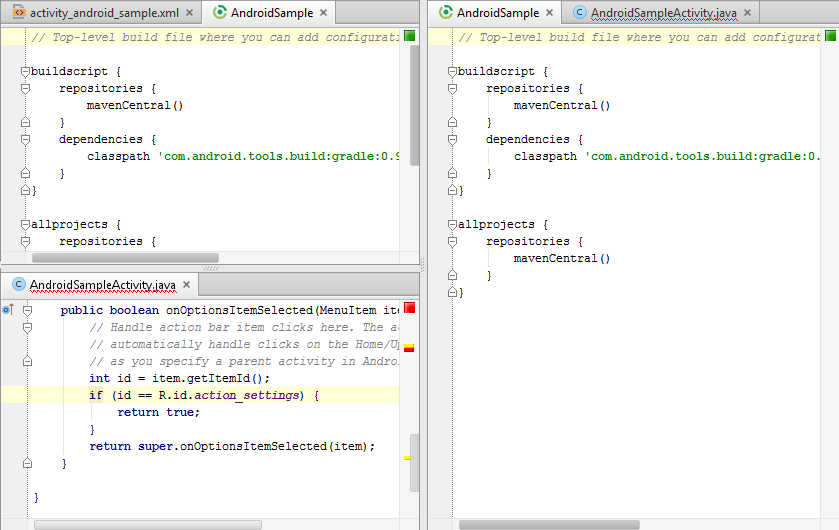 activity_android_sample.xml AndroidSample
// Top-level build file where you can add configurati
buildscript {
repositories {
mavenCentral()
}
dependencies {
classpath 'com.android.tools.build:gradle:0.9
}
}
allprojects {
repositories {
AndroidSampleActivity.java
public boolean onOptionsItemSelected(MenuItem ite
// Handle action bar item clicks here. The ac
// automatically handle clicks on the Home/Up
// as you specify a parent activity in Androi
int id = item.getItemId();
if (id == R.id.action_settings) {
return true;
}
return super.onOptionsItemSelected(item);
}
}
AndroidSample AndroidSampleActivity.java
// Top-level build file where you can add configurat
buildscript {
repositories {
mavenCentral()
}
dependencies {
classpath 'com.android.tools.build:gradle:0.
}
}
allprojects {
repositories {
mavenCentral()
}
}